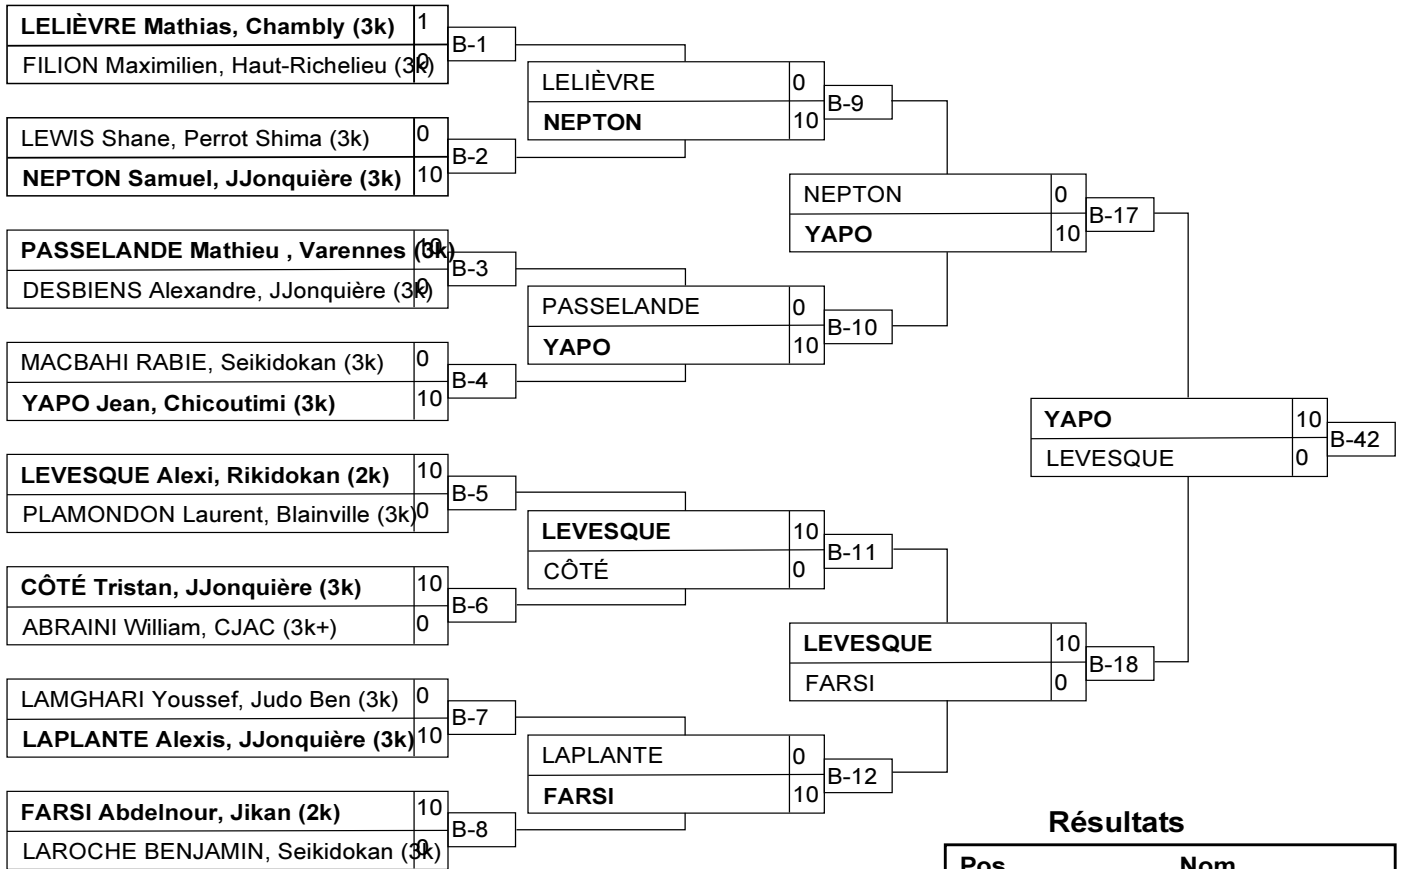 LELIÈVRE Mathias, Chambly (3k) 1
FILION Maximilien, Haut-Richelieu (3k) 0
B-1
LEWIS Shane, Perrot Shima (3k) 0
NEPTON Samuel, JJonquière (3k) 10
B-2
PASSELANDE Mathieu , Varennes (3k) 10
DESBIENS Alexandre, JJonquière (3k) 0
B-3
MACBAHI RABIE, Seikidokan (3k) 0
YAPO Jean, Chicoutimi (3k) 10
B-4
LEVESQUE Alexi, Rikidokan (2k) 10
PLAMONDON Laurent, Blainville (3k) 0
B-5
CÔTÉ Tristan, JJonquière (3k) 10
ABRAINI William, CJAC (3k+) 0
B-6
LAMGHARI Youssef, Judo Ben (3k) 0
LAPLANTE Alexis, JJonquière (3k) 10
B-7
FARSI Abdelnour, Jikan (2k) 10
LAROCHE BENJAMIN, Seikidokan (3k) 0
B-8
LELIÈVRE 0
NEPTON 10
B-9
PASSELANDE 0
YAPO 10
B-10
LEVESQUE 10
CÔTÉ 0
B-11
LAPLANTE 0
FARSI 10
B-12
NEPTON 0
YAPO 10
B-17
LEVESQUE 10
FARSI 0
B-18
YAPO 10
LEVESQUE 0
B-42
Résultats
Pos Nom